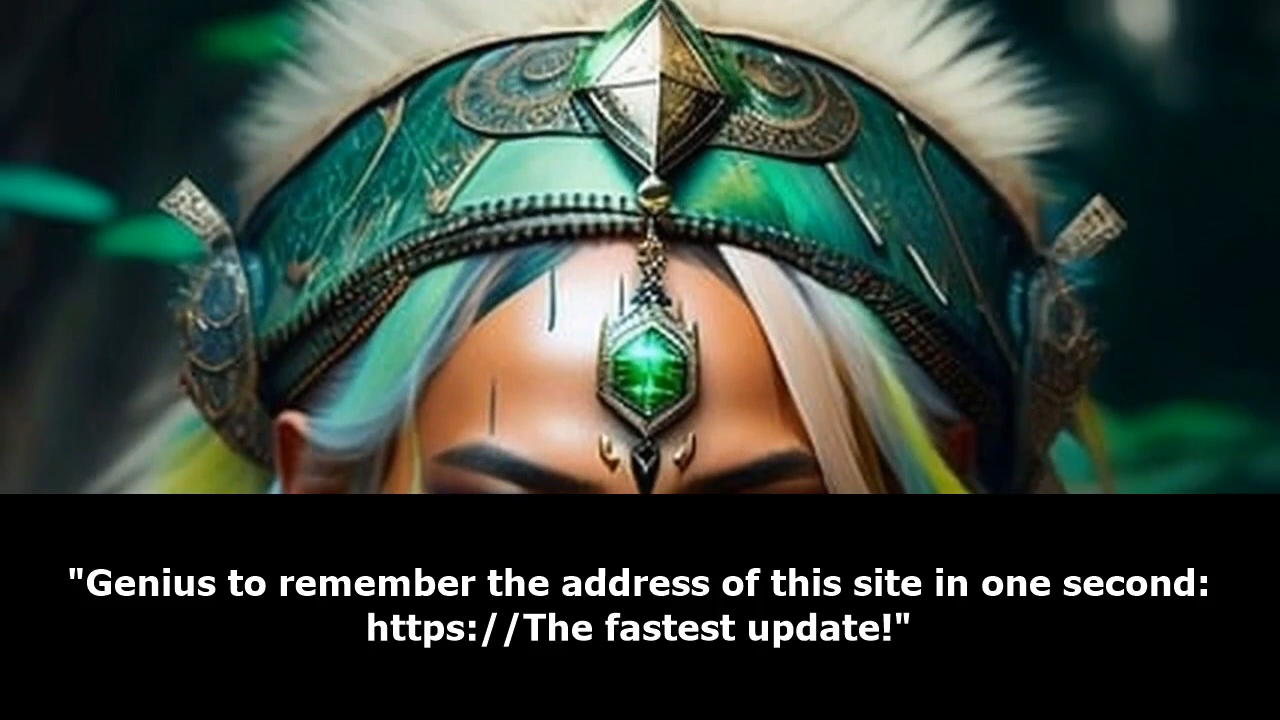 "Genius to remember the address of this site in one second:
https://The fastest update!"